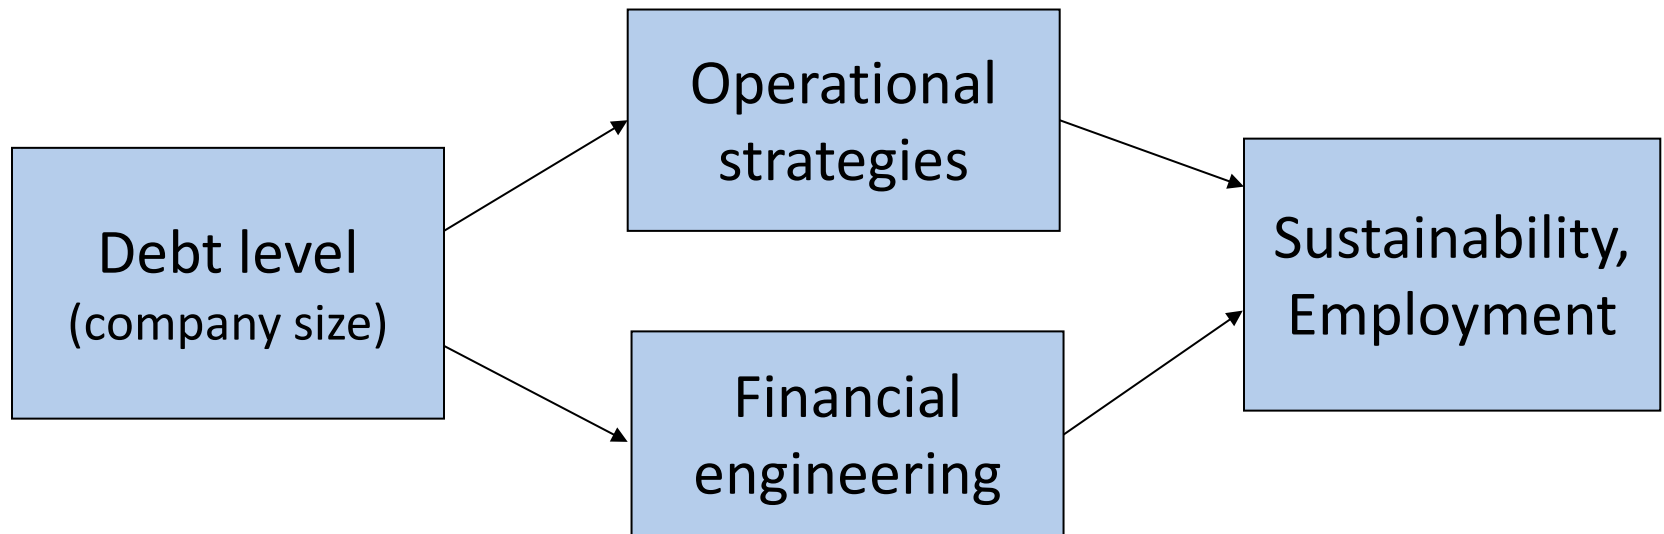 Debt level
(company size)
Operational
strategies
Financial
engineering
Sustainability,
Employment